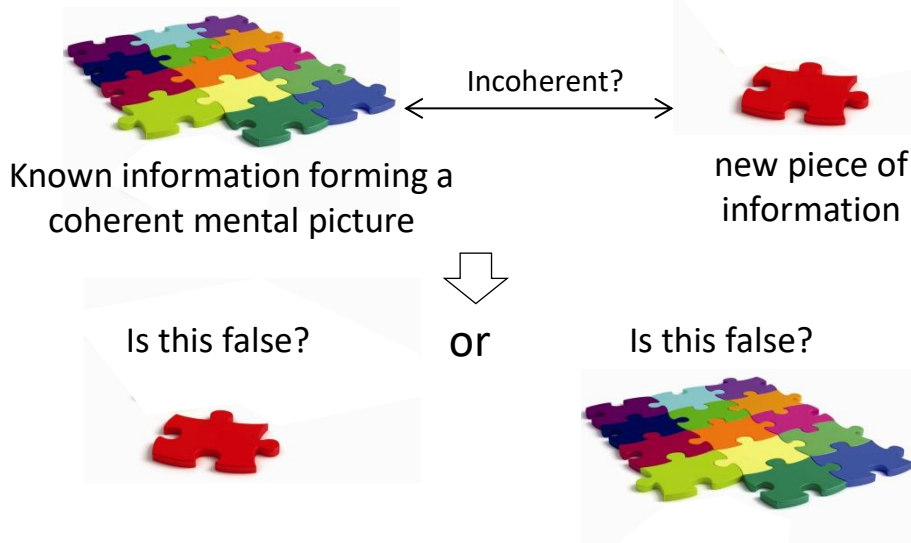 Incoherent?
Known information forming a
coherent mental picture
new piece of
information
Is this false?
or
Is this false?